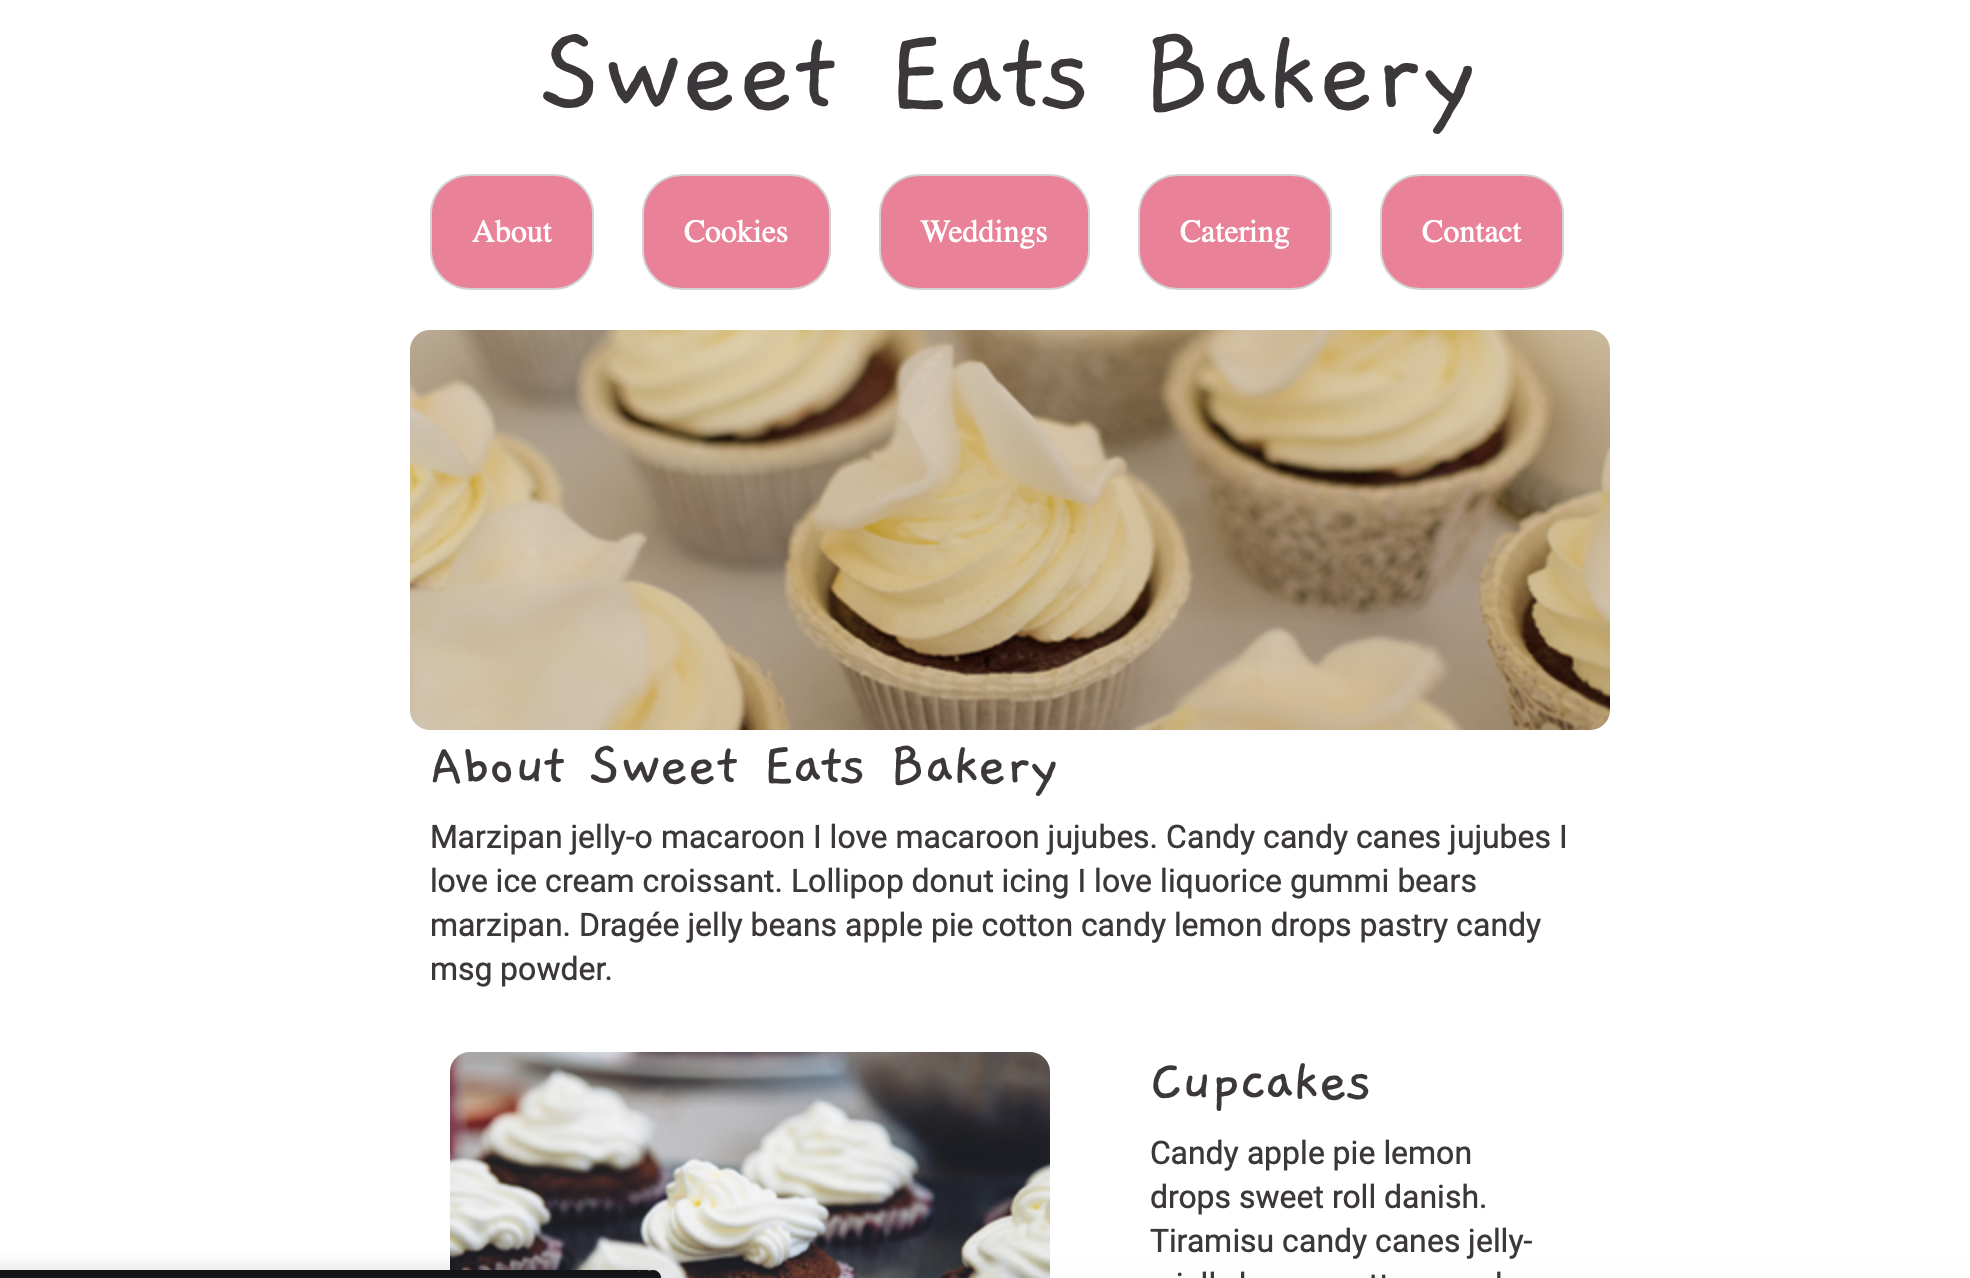 Sweet Eats Bakery
About
Cookies
Weddings
Catering
Contact
About Sweet Eats Bakery
Marzipan jelly-o macaroon I love macaroon jujubes. Candy candy canes jujubes I
love ice cream croissant. Lollipop donut icing I love liquorice gummi bears
marzipan. Dragée jelly beans apple pie cotton candy lemon drops pastry candy
msg powder.
Cupcakes
Candy apple pie lemon
drops sweet roll danish.
Tiramisu candy canes jelly-